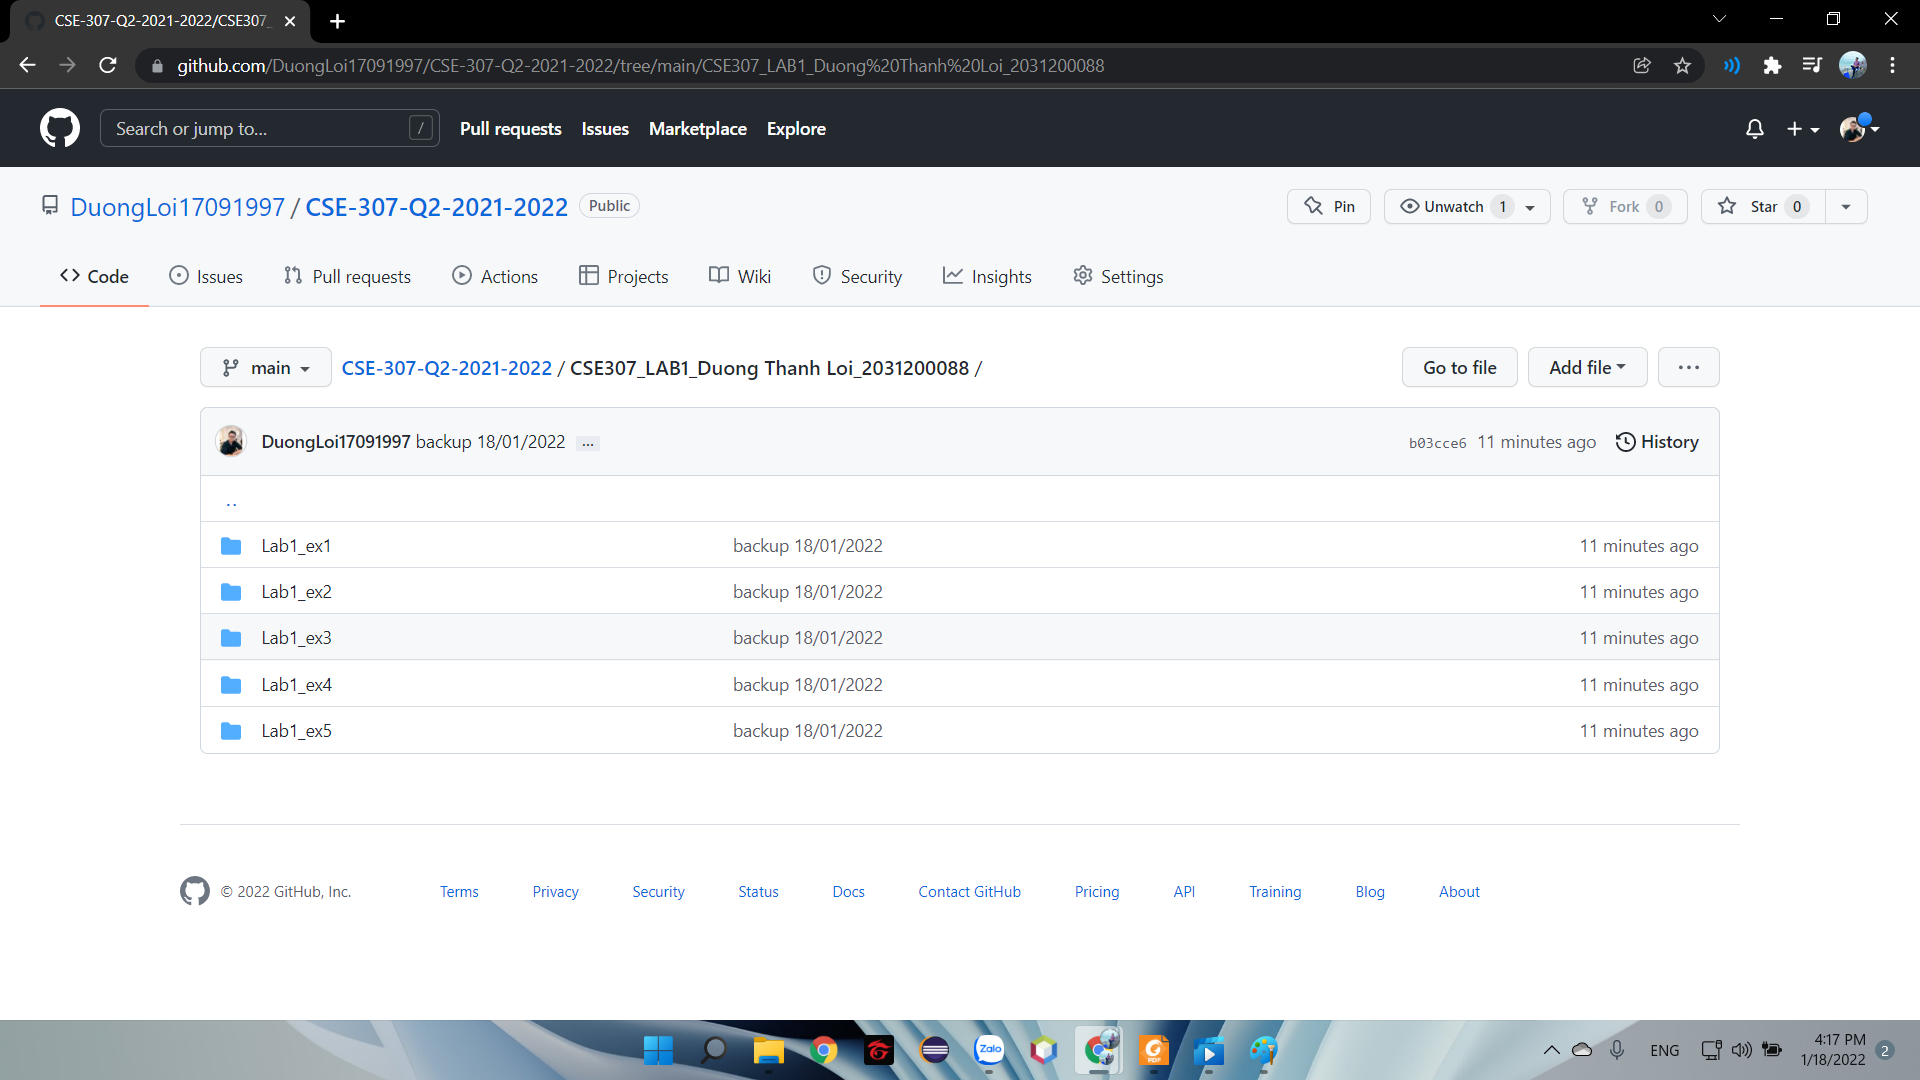 CSE-307-Q2-2021-2022/CSE307_
github.com/DuongLoi17091997/CSE-307-Q2-2021-2022/tree/main/CSE307_LAB1_Duong%20Thanh%20Loi_2031200088
Search or jump to... / Pull requests Issues Marketplace Explore
DuongLoi17091997 / CSE-307-Q2-2021-2022 Public Pin Unwatch 1 Fork 0 Star 0
Code Issues Pull requests Actions Projects Wiki Security Insights Settings
main CSE-307-Q2-2021-2022 / CSE307_LAB1_Duong Thanh Loi_2031200088 / Go to file Add file ...
DuongLoi17091997 backup 18/01/2022 ... b03cce6 11 minutes ago History
..
Lab1_ex1 backup 18/01/2022 11 minutes ago
Lab1_ex2 backup 18/01/2022 11 minutes ago
Lab1_ex3 backup 18/01/2022 11 minutes ago
Lab1_ex4 backup 18/01/2022 11 minutes ago
Lab1_ex5 backup 18/01/2022 11 minutes ago
© 2022 GitHub, Inc. Terms Privacy Security Status Docs Contact GitHub Pricing API Training Blog About
Zalo PDF ENG 4:17 PM
1/18/2022 2